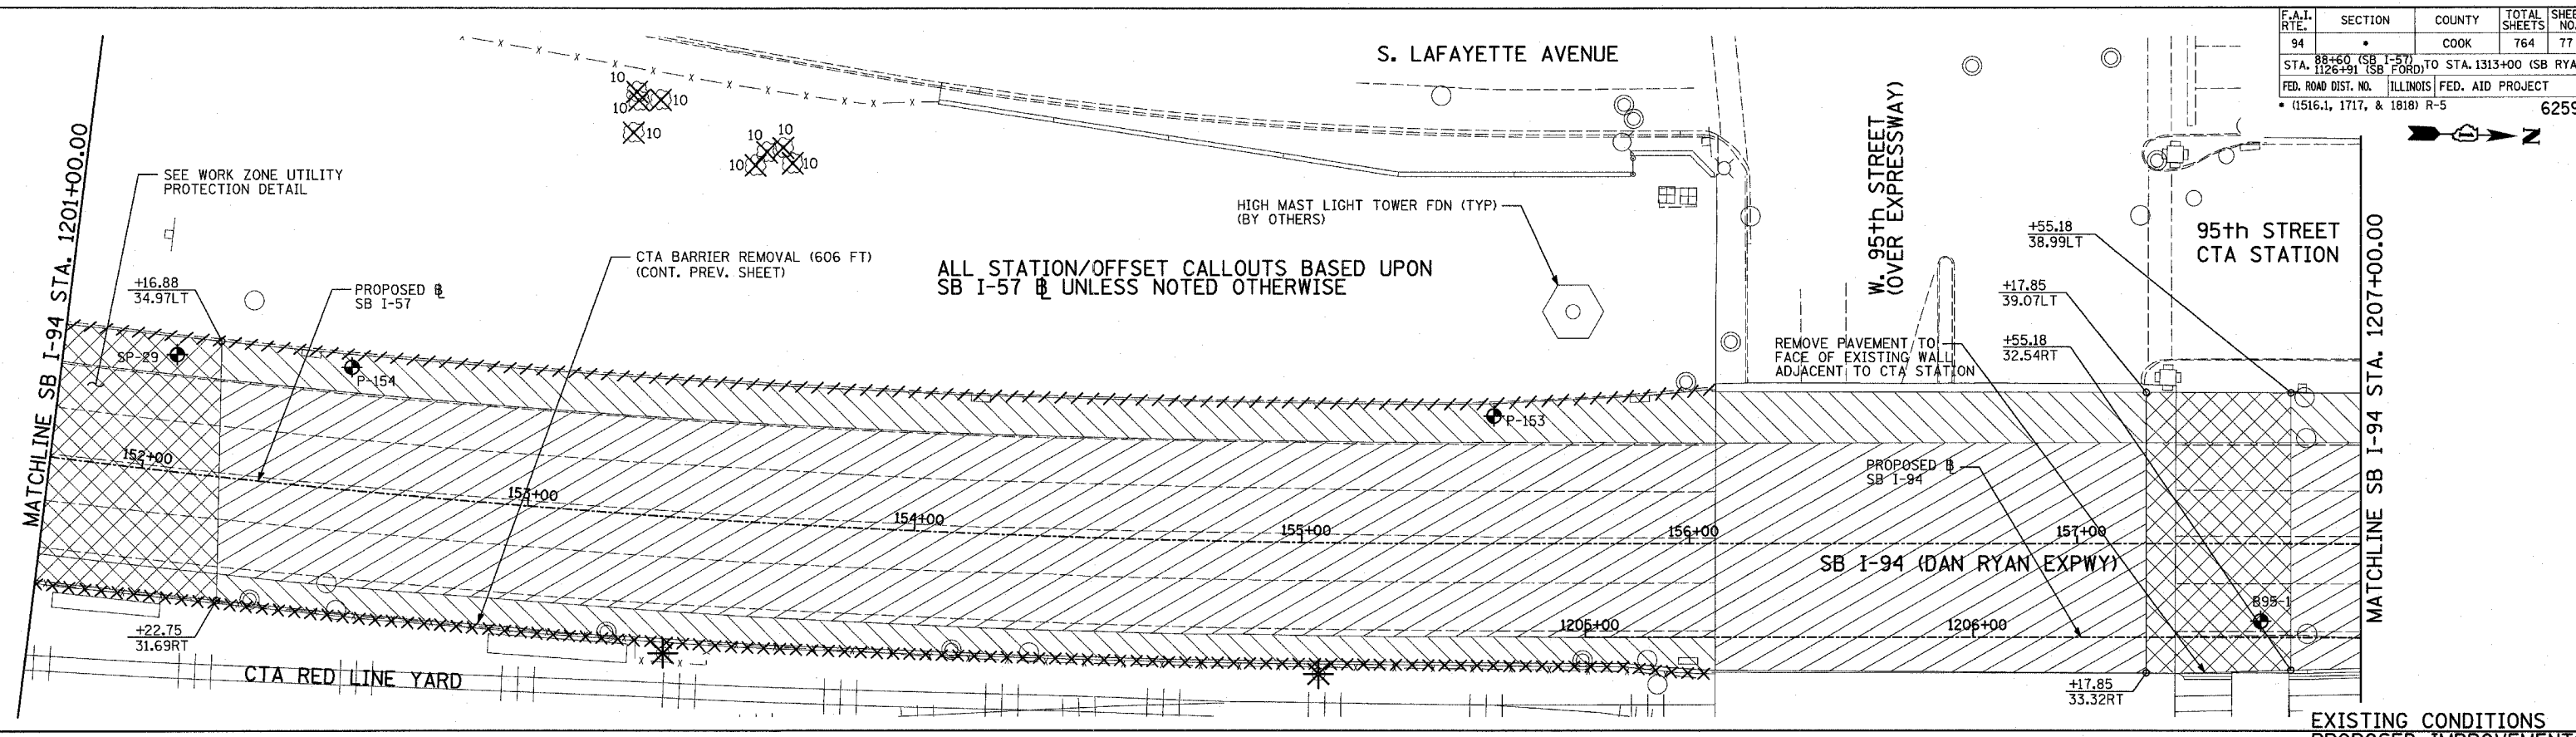 F.A.I. RTE. SECTION COUNTY TOTAL SHEETS
94 • COOK 764 77
STA. 88+60 (SB I-57) 1126+91 (SB FORD) TO STA. 1313+00 (SB
FED. ROAD DIST. NO. ILLINOIS FED. AID PROJECT
• (1516.1, 1717, & 1818) R-5
N
S. LAFAYETTE AVENUE
W. 95th STREET
(OVER EXPRESSWAY)
95th STREET
CTA STATION
MATCHLINE SB I-94 STA. 1201+00.00
MATCHLINE SB I-94 STA. 1207+00.00
10
10
10
10
10
10
10
10
SEE WORK ZONE UTILITY
PROTECTION DETAIL
+16.88
34.97LT
PROPOSED BL
SB I-57
CTA BARRIER REMOVAL (606 FT)
(CONT. PREV. SHEET)
ALL STATION/OFFSET CALLOUTS BASED UPON
SB I-57 BL UNLESS NOTED OTHERWISE
HIGH MAST LIGHT TOWER FDN (TYP)
(BY OTHERS)
+55.18
38.99LT
+17.85
39.07LT
+55.18
32.54RT
REMOVE PAVEMENT TO
FACE OF EXISTING WALL
ADJACENT TO CTA STATION
SP-29
P-154
P-153
B95-1
PROPOSED BL
SB I-94
152+00
153+00
154+00
155+00
156+00
157+00
SB I-94 (DAN RYAN EXPWY)
1205+00
1206+00
+22.75
31.69RT
+17.85
33.32RT
CTA RED LINE YARD
EXISTING CONDITIONS